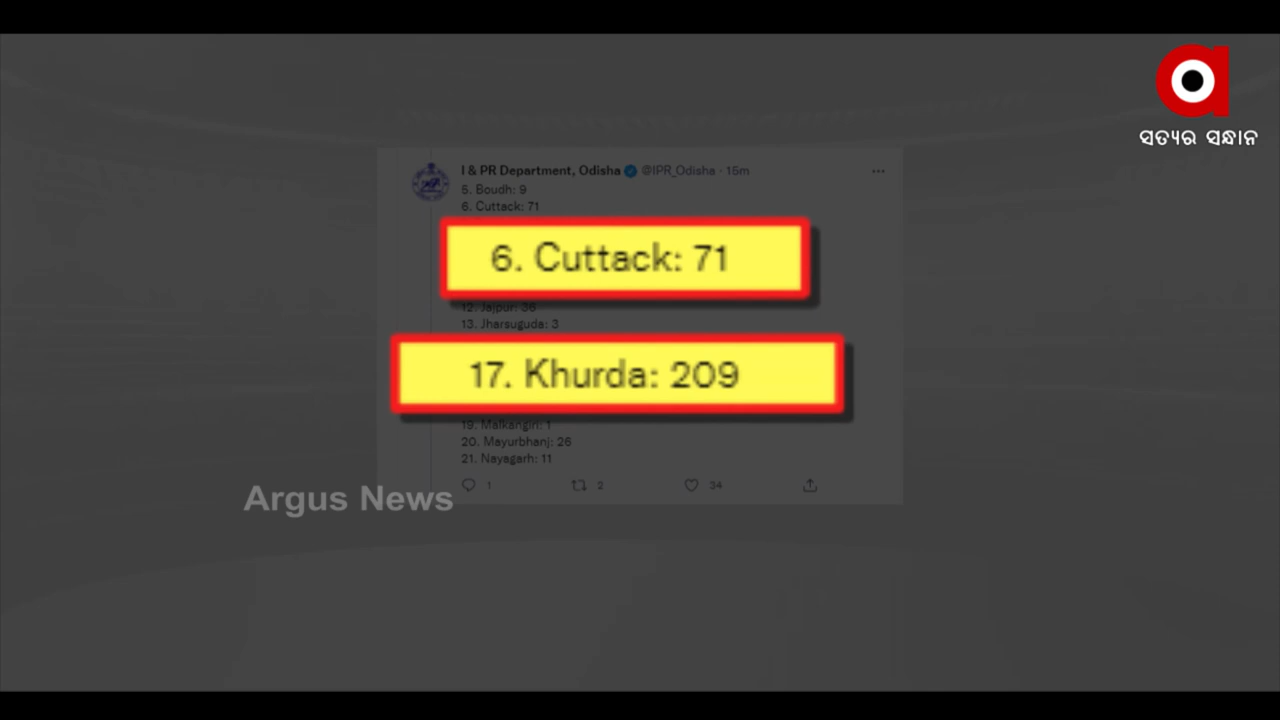 ସତ୍ୟର ସନ୍ଧାନ
I & PR Department, Odisha @IPR_Odisha · 15m
5. Boudh: 9
6. Cuttack: 71
6. Cuttack: 71
12. Jajpur: 36
13. Jharsuguda: 3
17. Khurda: 209
19. Malkangiri: 1
20. Mayurbhanj: 26
21. Nayagarh: 11
1 2 34
Argus News